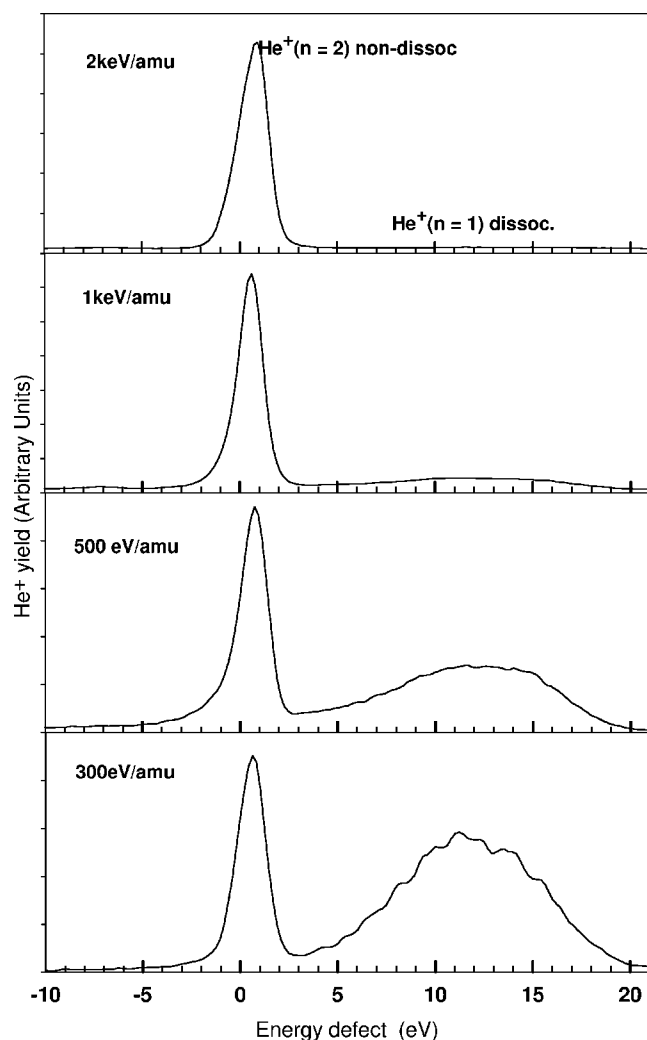 2keV/amu
He+(n = 2) non-dissoc
He+(n = 1) dissoc.
1keV/amu
500 eV/amu
300eV/amu
He+ yield (Arbitrary Units)
-10 -5 0 5 10 15 20
Energy defect (eV)